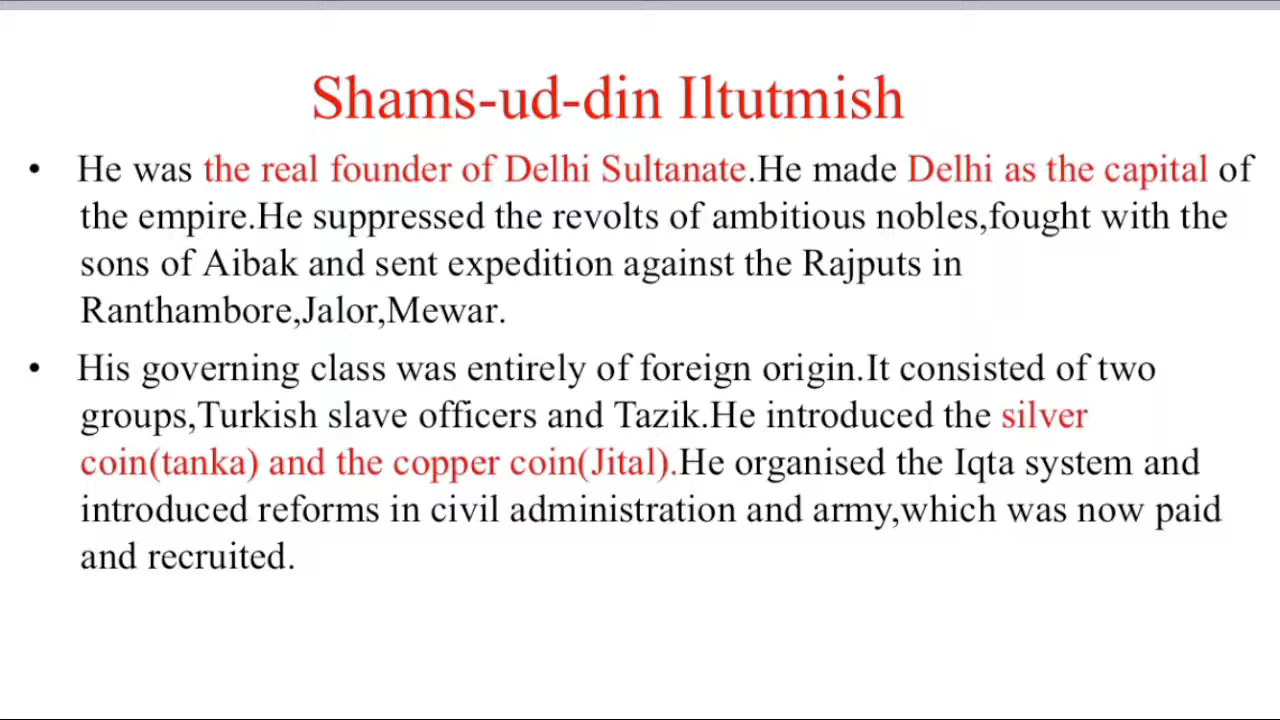 Shams-ud-din Iltutmish
• He was the real founder of Delhi Sultanate.He made Delhi as the capital of
the empire.He suppressed the revolts of ambitious nobles,fought with the
sons of Aibak and sent expedition against the Rajputs in
Ranthambore,Jalor,Mewar.
• His governing class was entirely of foreign origin.It consisted of two
groups,Turkish slave officers and Tazik.He introduced the silver
coin(tanka) and the copper coin(Jital).He organised the Iqta system and
introduced reforms in civil administration and army,which was now paid
and recruited.